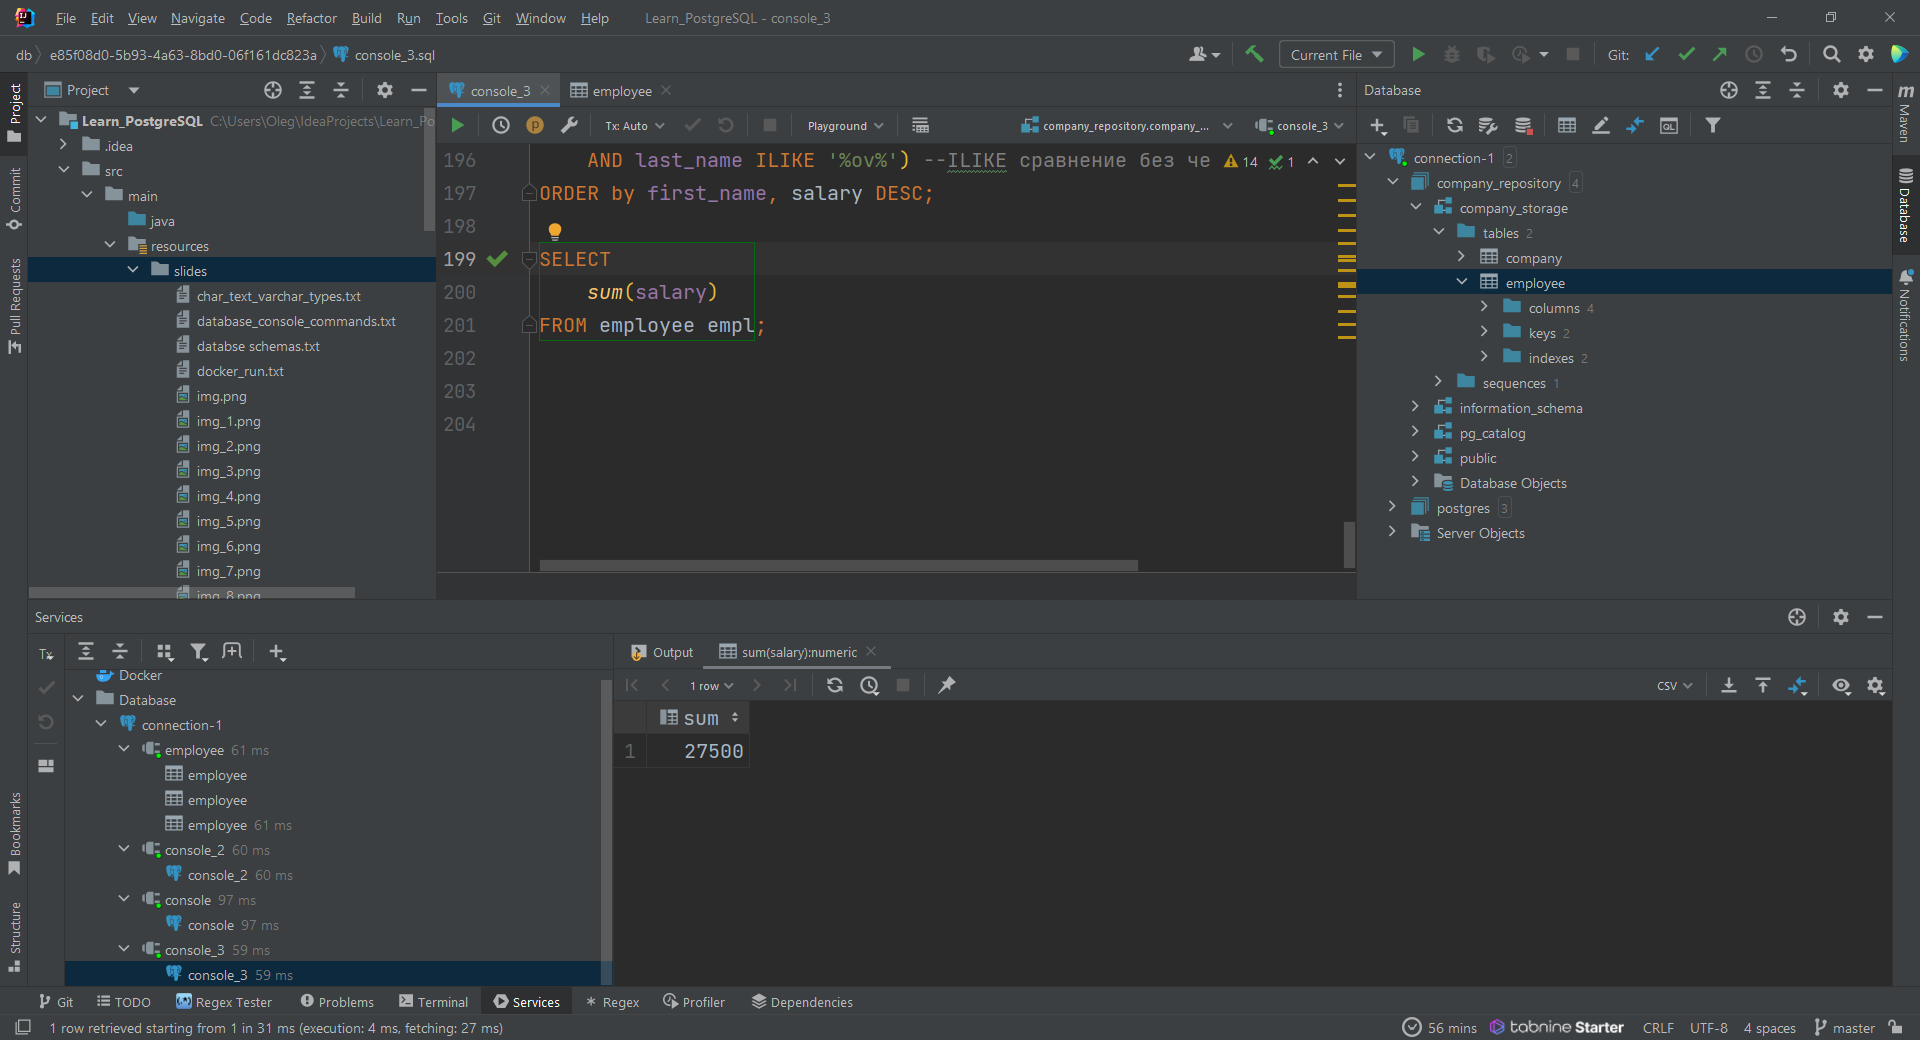 File Edit View Navigate Code Refactor Build Run Tools Git Window Help Learn_PostgreSQL - console_3
db e85f08d0-5b93-4a63-8bd0-06f161dc823a console_3.sql Current File Git:
Project
Project
Learn_PostgreSQL C:\Users\Oleg\IdeaProjects\Learn_Po
.idea
src
main
java
resources
slides
char_text_varchar_types.txt
database_console_commands.txt
databse schemas.txt
docker_run.txt
img.png
img_1.png
img_2.png
img_3.png
img_4.png
img_5.png
img_6.png
img_7.png
img_8.png
Commit
Pull Requests
Bookmarks
Structure
console_3 employee
Tx: Auto Playground company_repository.company_... console_3
196 AND last_name ILIKE '%ov%') --ILIKE сравнение без че 14 1
197 ORDER by first_name, salary DESC;
198
199 SELECT
200 sum(salary)
201 FROM employee empl;
202
203
204
Database
connection-1 2
company_repository 4
company_storage
tables 2
company
employee
columns 4
keys 2
indexes 2
sequences 1
information_schema
pg_catalog
public
Database Objects
postgres 3
Server Objects
Maven
Database
Notifications
Services
Tx
Docker
Database
connection-1
employee 61 ms
employee
employee
employee 61 ms
console_2 60 ms
console_2 60 ms
console 97 ms
console 97 ms
console_3 59 ms
console_3 59 ms
Output sum(salary):numeric
1 row CSV
sum
1 27500
Git TODO Regex Tester Problems Terminal Services Regex Profiler Dependencies
1 row retrieved starting from 1 in 31 ms (execution: 4 ms, fetching: 27 ms) 56 mins tabnine Starter CRLF UTF-8 4 spaces master